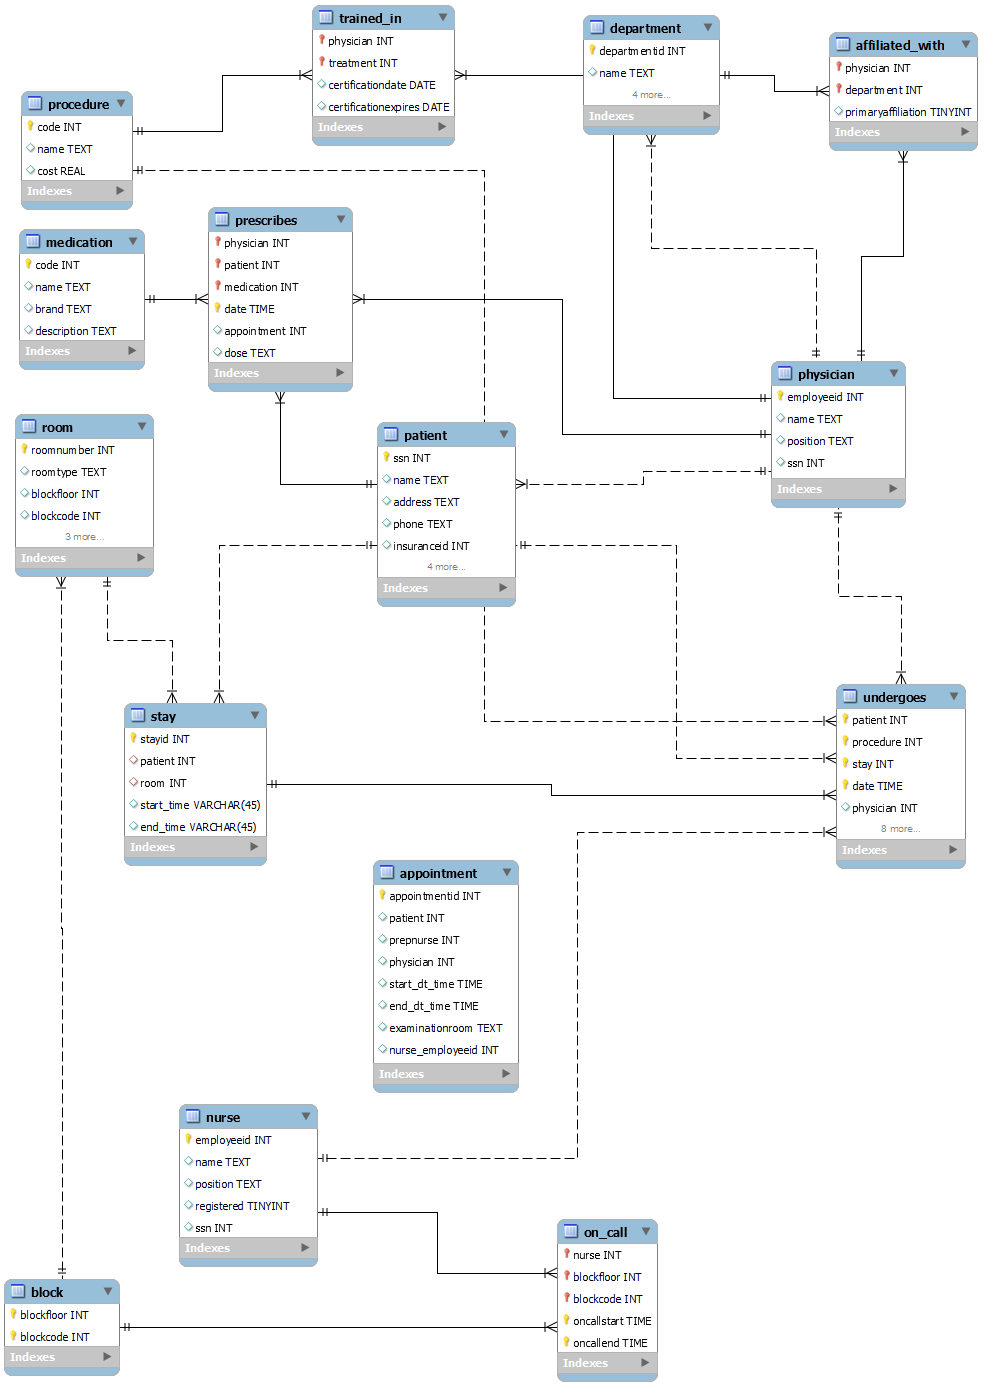 trained_in
physician INT
treatment INT
certificationdate DATE
certificationexpires DATE
Indexes
department
departmentid INT
name TEXT
4 more...
Indexes
affiliated_with
physician INT
department INT
primaryaffiliation TINYINT
Indexes
procedure
code INT
name TEXT
cost REAL
Indexes
prescribes
physician INT
patient INT
medication INT
date TIME
appointment INT
dose TEXT
Indexes
medication
code INT
name TEXT
brand TEXT
description TEXT
Indexes
physician
employeeid INT
name TEXT
position TEXT
ssn INT
Indexes
room
roomnumber INT
roomtype TEXT
blockfloor INT
blockcode INT
3 more...
Indexes
patient
ssn INT
name TEXT
address TEXT
phone TEXT
insuranceid INT
4 more...
Indexes
stay
stayid INT
patient INT
room INT
start_time VARCHAR(45)
end_time VARCHAR(45)
Indexes
undergoes
patient INT
procedure INT
stay INT
date TIME
physician INT
8 more...
Indexes
appointment
appointmentid INT
patient INT
prepnurse INT
physician INT
start_dt_time TIME
end_dt_time TIME
examinationroom TEXT
nurse_employeeid INT
Indexes
nurse
employeeid INT
name TEXT
position TEXT
registered TINYINT
ssn INT
Indexes
on_call
nurse INT
blockfloor INT
blockcode INT
oncallstart TIME
oncallend TIME
Indexes
block
blockfloor INT
blockcode INT
Indexes